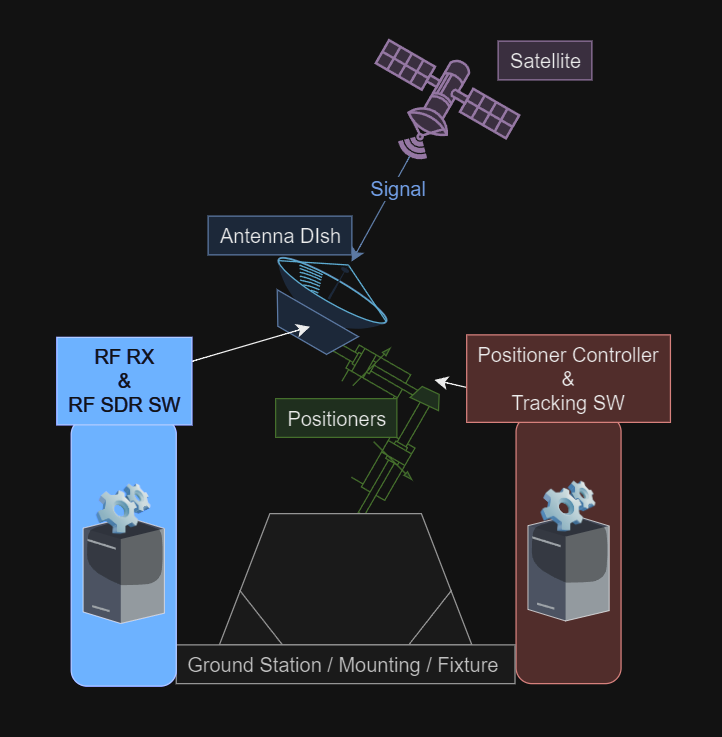 Satellite
Signal
Antenna DIsh
RF RX
&
RF SDR SW
Positioner Controller
&
Tracking SW
Positioners
Ground Station / Mounting / Fixture